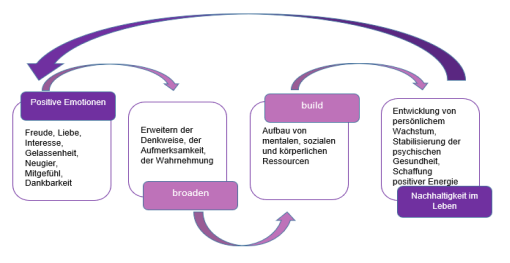 Positive Emotionen
Freude, Liebe,
Interesse,
Gelassenheit,
Neugier,
Mitgefühl,
Dankbarkeit
Erweitern der
Denkweise, der
Aufmerksamkeit,
der Wahrnehmung
broaden
build
Aufbau von
mentalen, sozialen
und körperlichen
Ressourcen
Entwicklung von
persönlichem
Wachstum,
Stabilisierung der
psychischen
Gesundheit,
Schaffung
positiver Energie
Nachhaltigkeit im
Leben